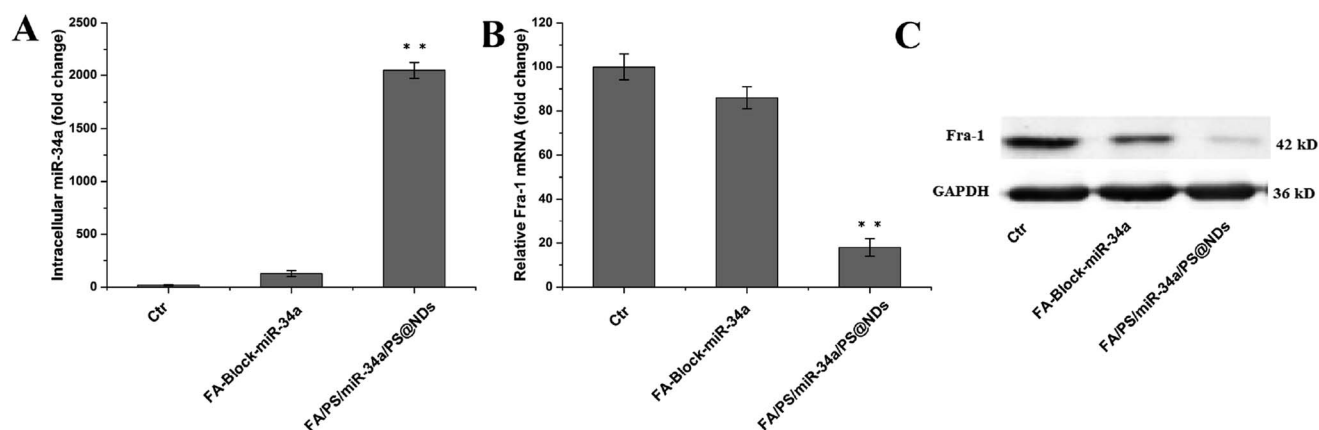 A
Intracellular miR-34a (fold change)
2500
2000
1500
1000
500
0
* *
Ctr
FA-Block-miR-34a
FA/PS/miR-34a/PS@NDs
B
Relative Fra-1 mRNA (fold change)
120
100
80
60
40
20
0
* *
Ctr
FA-Block-miR-34a
FA/PS/miR-34a/PS@NDs
C
Fra-1
42 kD
GAPDH
36 kD
Ctr
FA-Block-miR-34a
FA/PS/miR-34a/PS@NDs